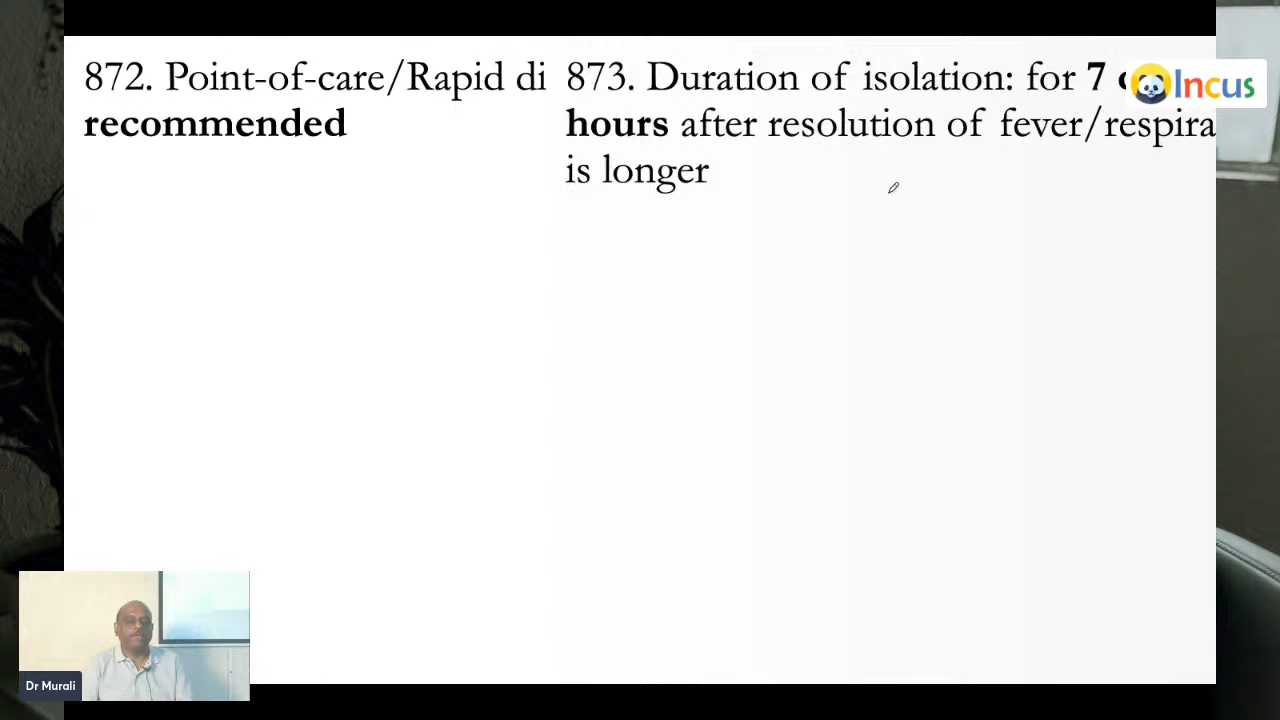 872. Point-of-care/Rapid di
recommended
873. Duration of isolation: for 7
hours after resolution of fever/respira
is longer
Incus
Dr Murali